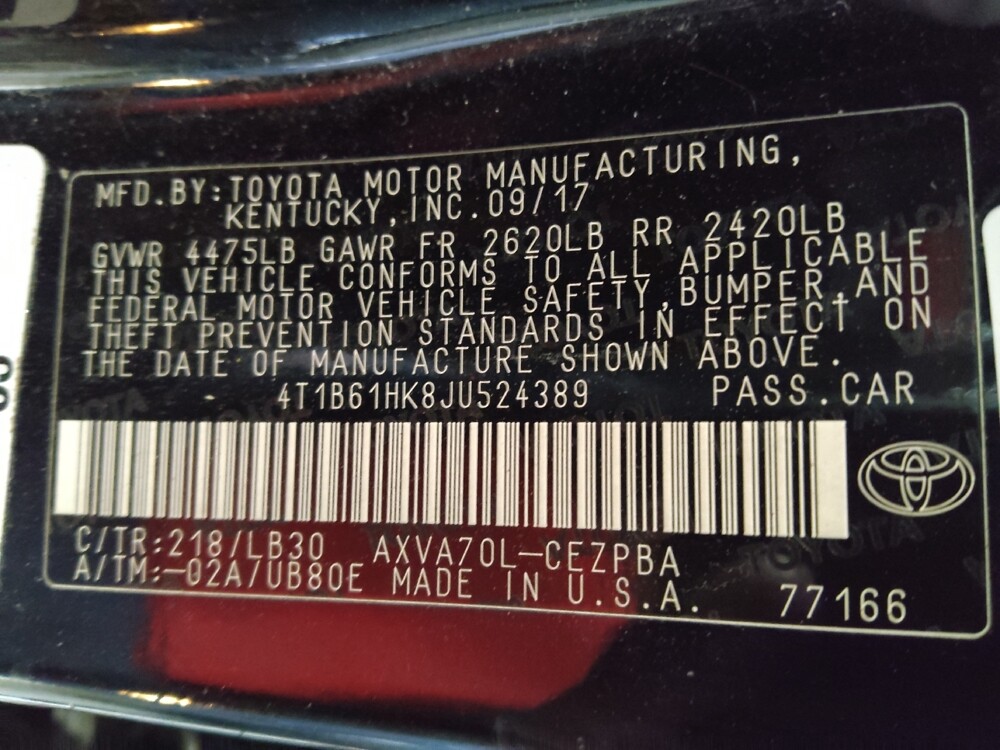 MFD.BY:TOYOTA MOTOR MANUFACTURING,
KENTUCKY,INC.09/17
GVWR 4475LB GAWR FR 2620LB RR 2420LB
THIS VEHICLE CONFORMS TO ALL APPLICABLE
FEDERAL MOTOR VEHICLE SAFETY,BUMPER,AND
THEFT PREVENTION STANDARDS IN EFFECT ON
THE DATE OF MANUFACTURE SHOWN ABOVE.
4T1B61HK8JU524389 PASS.CAR
C/TR:218/LB30 AXVA70L-CEZPBA
A/TM:-02A/UB80E MADE IN U.S.A. 77166
TOYOTA